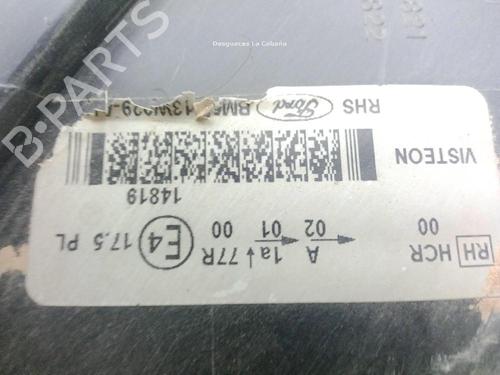 Desguaces La Cabaña
B-PARTS
RHS Ford
VISTEON
14819
RH HCR A 1a↓77R E4 17.5 PL
00 02 01 00